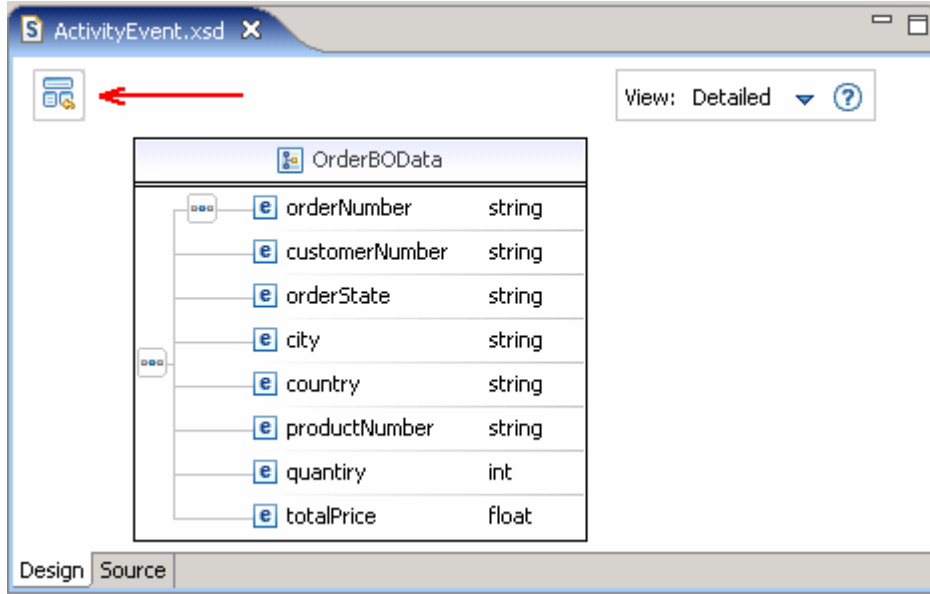 S ActivityEvent.xsd
View: Detailed ?
OrderBOData
e orderNumber string
e customerNumber string
e orderState string
e city string
e country string
e productNumber string
e quantiry int
e totalPrice float
Design Source